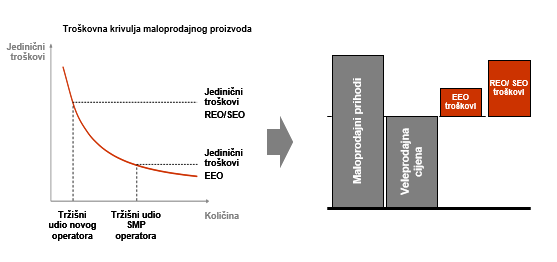 Troškovna krivulja maloprodajnog proizvoda
Jedinični
troškovi
Jedinični
troškovi
REO/SEO
Jedinični
troškovi
EEO
Tržišni
udio novog
operatora
Tržišni udio
SMP
operatora
Količina
Maloprodajni prihodi
Veleprodajna
cijena
EEO
troškovi
REO/ SEO
troškovi